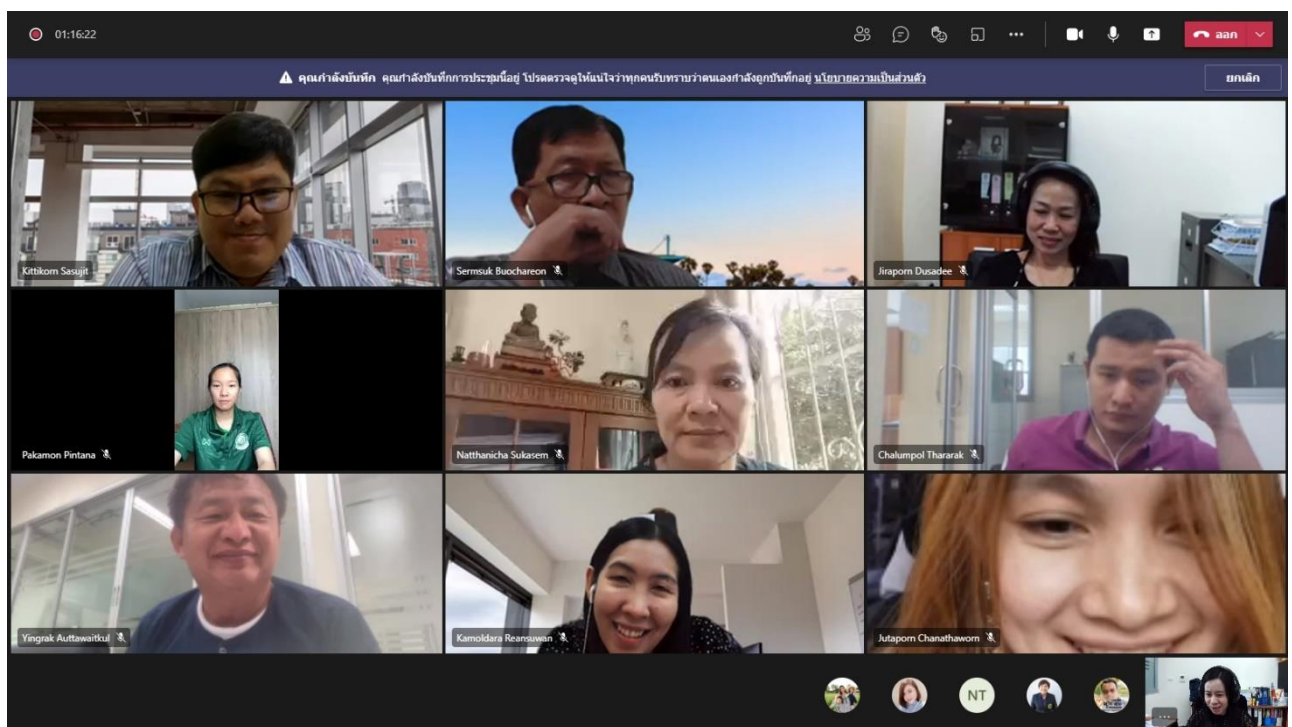 01:16:22
ออก
คุณกำลังบันทึก คุณกำลังบันทึกการประชุมนี้อยู่ โปรดตรวจดูให้แน่ใจว่าทุกคนรับทราบว่าตนเองกำลังถูกบันทึกอยู่ นโยบายความเป็นส่วนตัว
ยกเลิก
Kittikorn Sasujit
Sermsuk Buochareon
Jiraporn Dusadee
Pakamon Pintana
Natthanicha Sukasem
Chalumpol Thararak
Yingrak Auttawaitkul
Kamoldara Reansuwan
Jutaporn Chanathaworn
NT